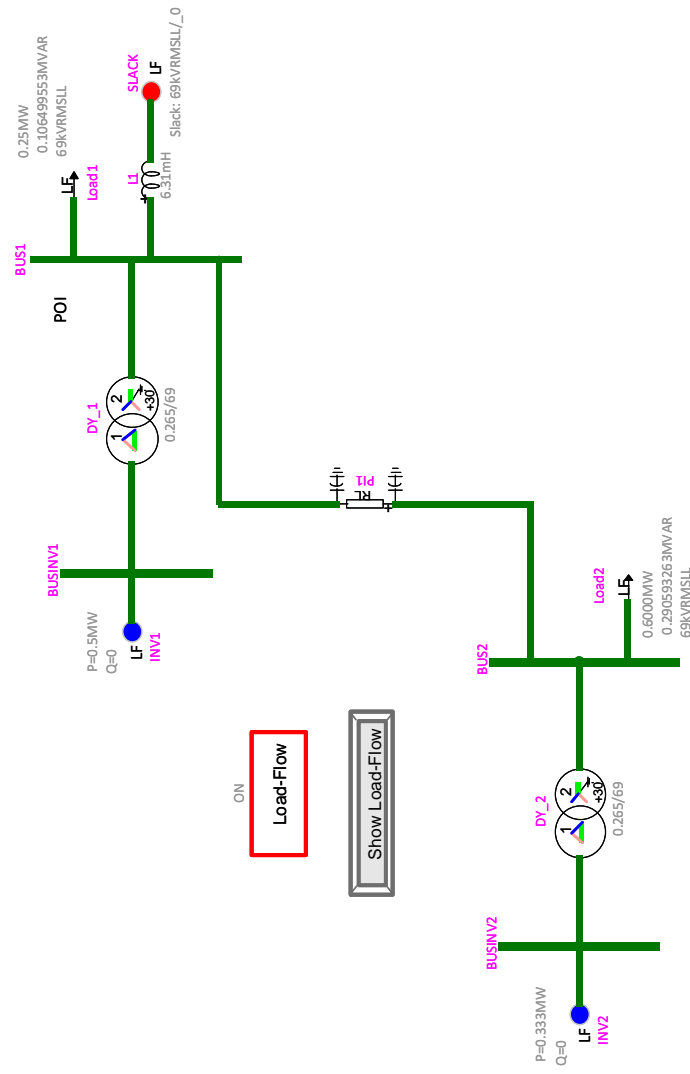 BUS1
0.25MW
0.106499553MVAR
69kVRMSLL
LF
Load1
POI
P=0.5MW
Q=0
LF
INV1
BUSINV1
DY_1
1
2
+30
0.265/69
L1
+
6.31mH
SLACK
LF
Slack: 69kVRMSLL/_0
ON
Load-Flow
Show Load-Flow
PI1
RL
+
P=0.333MW
Q=0
LF
INV2
BUSINV2
DY_2
1
2
+30
0.265/69
BUS2
Load2
LF
0.6000MW
0.290593263MVAR
69kVRMSLL